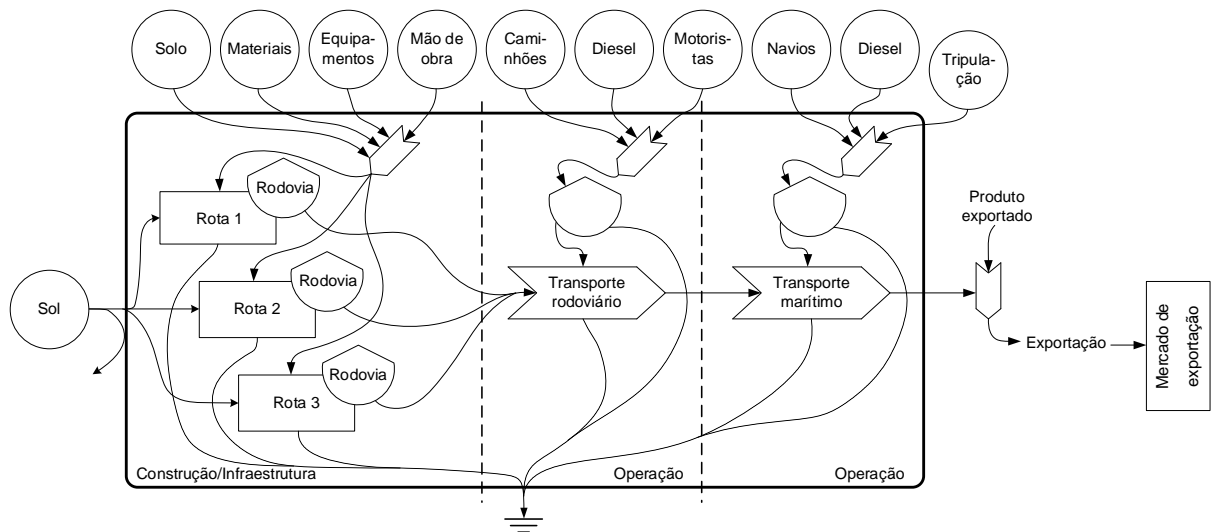 Solo
Materiais
Equipa-
mentos
Mão de
obra
Cami-
nhões
Diesel
Motoris-
tas
Navios
Diesel
Tripula-
ção
Rodovia
Rota 1
Rodovia
Rota 2
Rodovia
Rota 3
Sol
Transporte
rodoviário
Transporte
marítimo
Produto
exportado
Exportação
Mercado de
exportação
Construção/Infraestrutura
Operação
Operação